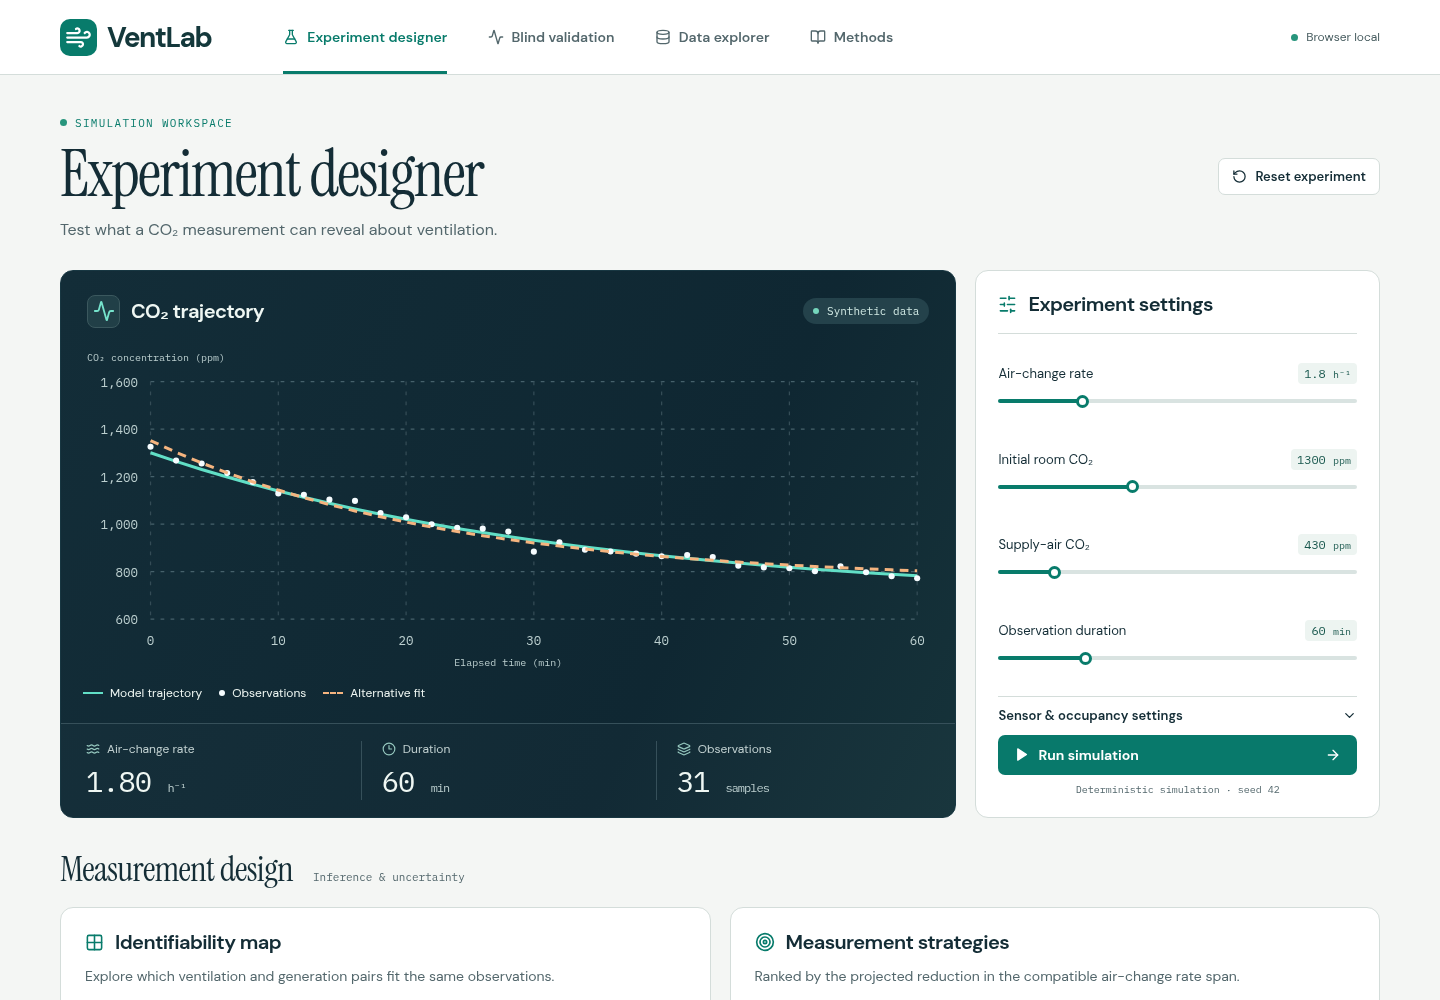 VentLab
Experiment designer
Blind validation
Data explorer
Methods
Browser local
SIMULATION WORKSPACE
Experiment designer
Reset experiment
Test what a CO₂ measurement can reveal about ventilation.
CO₂ trajectory
Synthetic data
CO₂ concentration (ppm)
1,600
1,400
1,200
1,000
800
600
0 10 20 30 40 50 60
Elapsed time (min)
Model trajectory
Observations
Alternative fit
Air-change rate
1.80 h⁻¹
Duration
60 min
Observations
31 samples
Experiment settings
Air-change rate 1.8 h⁻¹
Initial room CO₂ 1300 ppm
Supply-air CO₂ 430 ppm
Observation duration 60 min
Sensor & occupancy settings
Run simulation
Deterministic simulation · seed 42
Measurement design Inference & uncertainty
Identifiability map
Explore which ventilation and generation pairs fit the same observations.
Measurement strategies
Ranked by the projected reduction in the compatible air-change rate span.